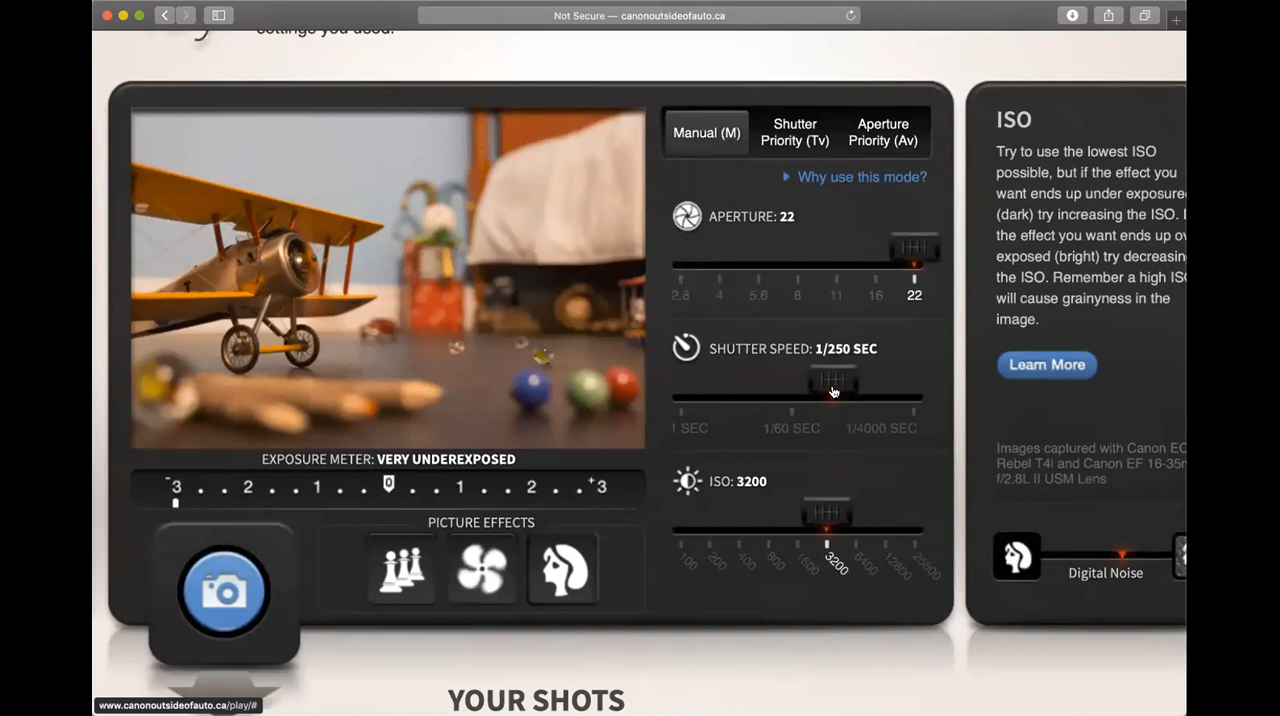 Not Secure — canonoutsideofauto.ca
settings you used.
Manual (M)
Shutter
Priority (Tv)
Aperture
Priority (Av)
Why use this mode?
APERTURE: 22
2.8 4 5.6 8 11 16 22
SHUTTER SPEED: 1/250 SEC
1 SEC 1/60 SEC 1/4000 SEC
ISO: 3200
100 200 400 800 1600 3200 6400 12800 25600
EXPOSURE METER: VERY UNDEREXPOSED
-3 . . 2 . . 1 . . 0 . . 1 . . 2 . . +3
PICTURE EFFECTS
ISO
Try to use the lowest ISO
possible, but if the effect you
want ends up under exposure
(dark) try increasing the ISO. I
the effect you want ends up ov
exposed (bright) try decreasin
the ISO. Remember a high IS
will cause grainyness in the
image.
Learn More
Images captured with Canon EO
Rebel T4i and Canon EF 16-35m
f/2.8L II USM Lens
Digital Noise
YOUR SHOTS
www.canonoutsideofauto.ca/play/#